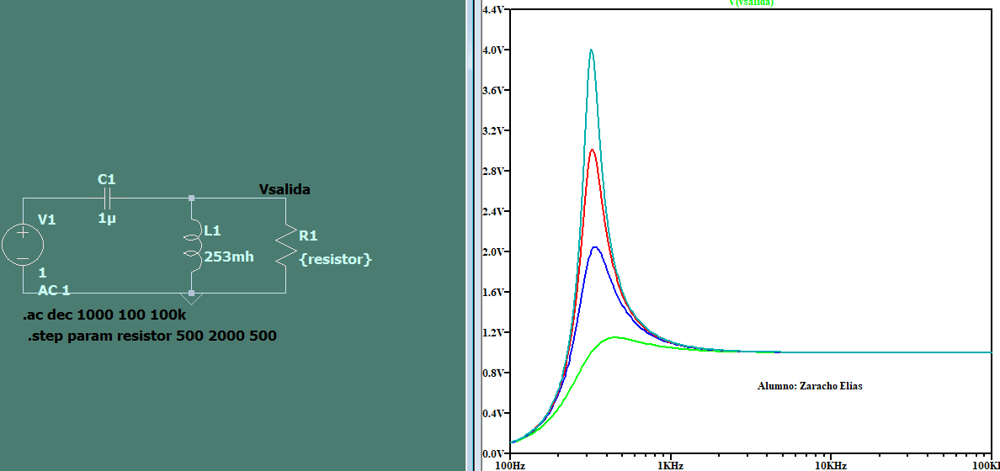 C1
1µ
Vsalida
V1
1
AC 1
L1
253mh
R1
{resistor}
.ac dec 1000 100 100k
.step param resistor 500 2000 500
V(vsalida)
4.4V
4.0V
3.6V
3.2V
2.8V
2.4V
2.0V
1.6V
1.2V
0.8V
0.4V
0.0V
Alumno: Zaracho Elias
100Hz 1KHz 10KHz 100K